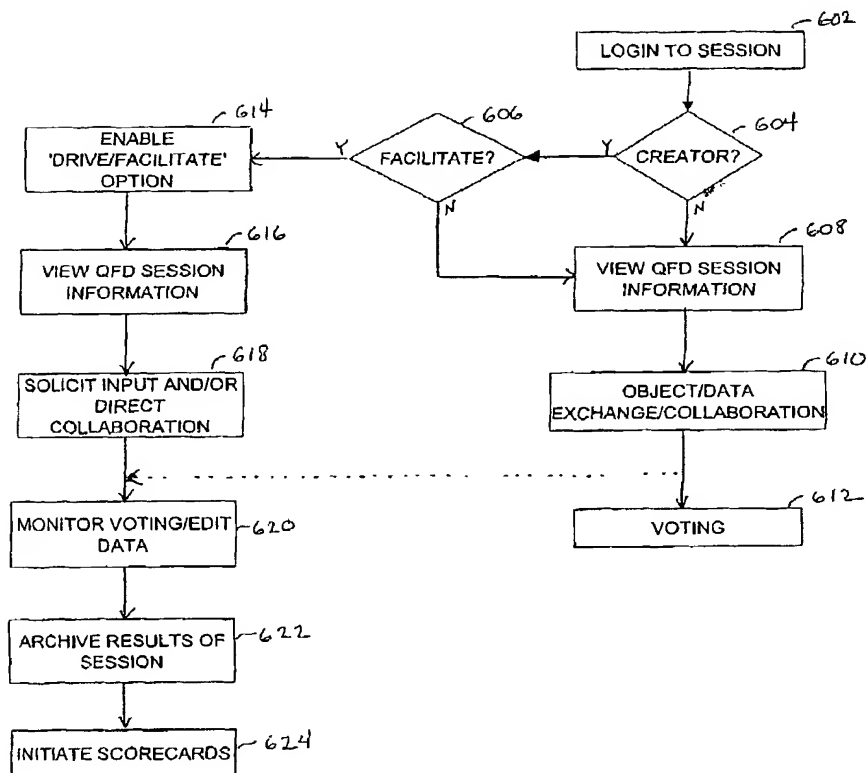 602
LOGIN TO SESSION
614
ENABLE
'DRIVE/FACILITATE'
OPTION
606
FACILITATE?
Y
N
604
CREATOR?
Y
N
616
VIEW QFD SESSION
INFORMATION
608
VIEW QFD SESSION
INFORMATION
618
SOLICIT INPUT AND/OR
DIRECT
COLLABORATION
610
OBJECT/DATA
EXCHANGE/COLLABORATION
MONITOR VOTING/EDIT
DATA
620
612
VOTING
ARCHIVE RESULTS OF
SESSION
622
INITIATE SCORECARDS
624